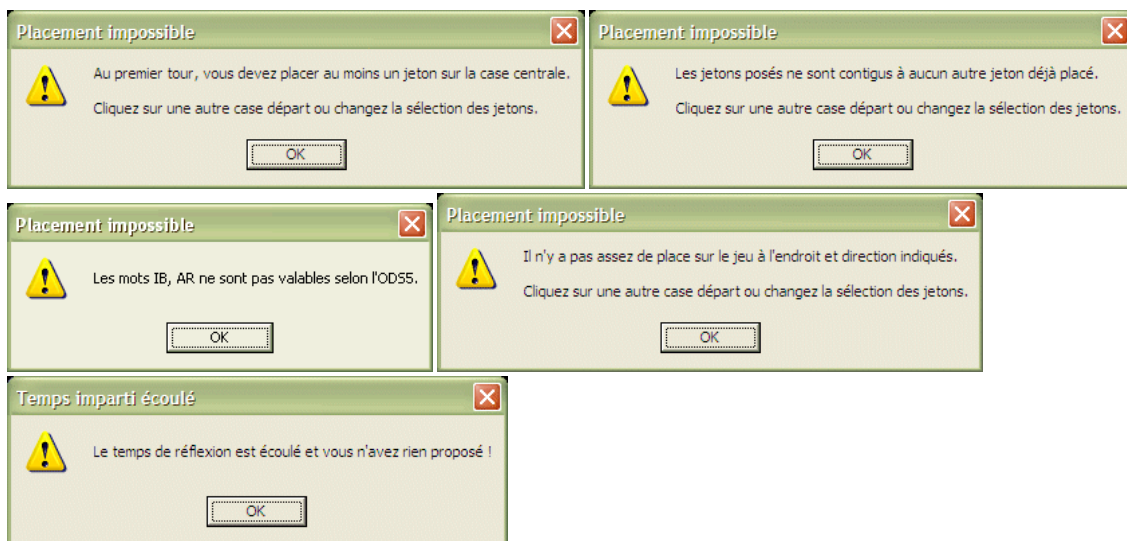 Placement impossible
Au premier tour, vous devez placer au moins un jeton sur la case centrale.
Cliquez sur une autre case départ ou changez la sélection des jetons.
OK
Placement impossible
Les jetons posés ne sont contigus à aucun autre jeton déjà placé.
Cliquez sur une autre case départ ou changez la sélection des jetons.
OK
Placement impossible
Les mots IB, AR ne sont pas valables selon l'ODS5.
OK
Placement impossible
Il n'y a pas assez de place sur le jeu à l'endroit et direction indiqués.
Cliquez sur une autre case départ ou changez la sélection des jetons.
OK
Temps imparti écoulé
Le temps de réflexion est écoulé et vous n'avez rien proposé !
OK